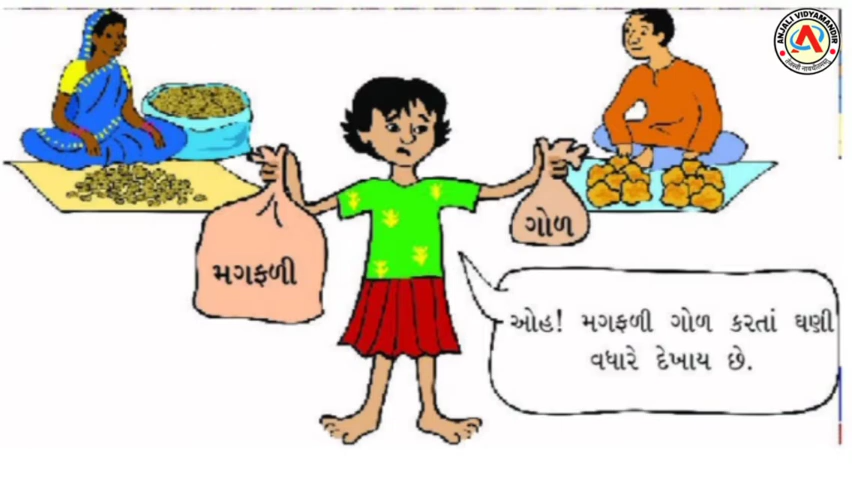 ANJALI VIDYAMANDIR
મગફળી
ગોળ
ઓહ! મગફળી ગોળ કરતાં ઘણી
વધારે દેખાય છે.